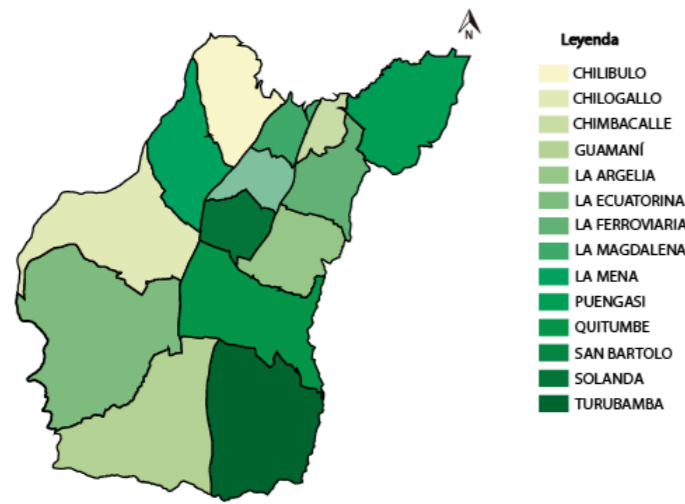 N
Leyenda
CHILIBULO
CHILOGALLO
CHIMBACALLE
GUAMANÍ
LA ARGELIA
LA ECUATORINA
LA FERROVIARIA
LA MAGDALENA
LA MENA
PUENGASI
QUITUMBE
SAN BARTOLO
SOLANDA
TURUBAMBA